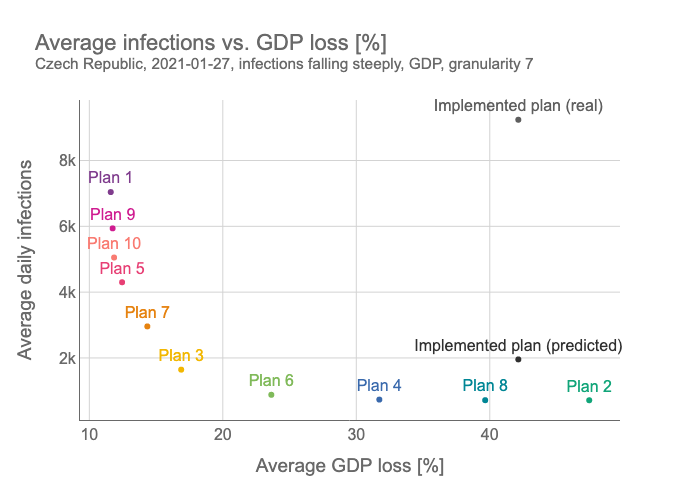 Average infections vs. GDP loss [%]
Czech Republic, 2021-01-27, infections falling steeply, GDP, granularity 7
Implemented plan (real)
8k
Plan 1
Plan 9
6k
Plan 10
Plan 5
4k
Plan 7
Implemented plan (predicted)
Plan 3
2k
Plan 6
Plan 4
Plan 8
Plan 2
10
20
30
40
Average GDP loss [%]
Average daily infections